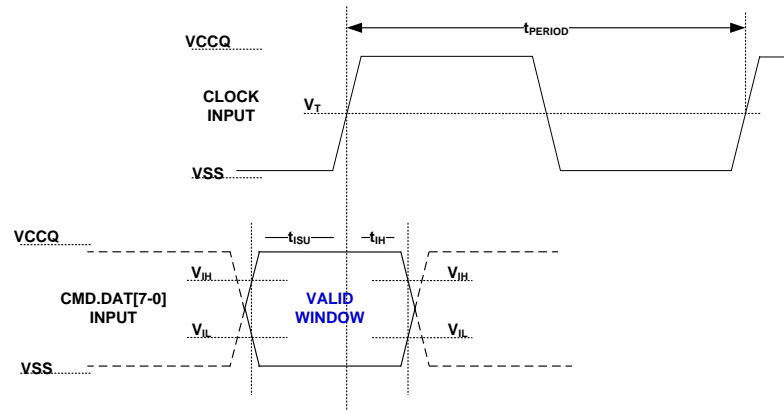 tPERIOD
VCCQ
CLOCK
INPUT
VT
VSS
VCCQ
tISU
tIH
VIH
VIH
CMD.DAT[7-0]
INPUT
VALID
WINDOW
VIL
VIL
VSS